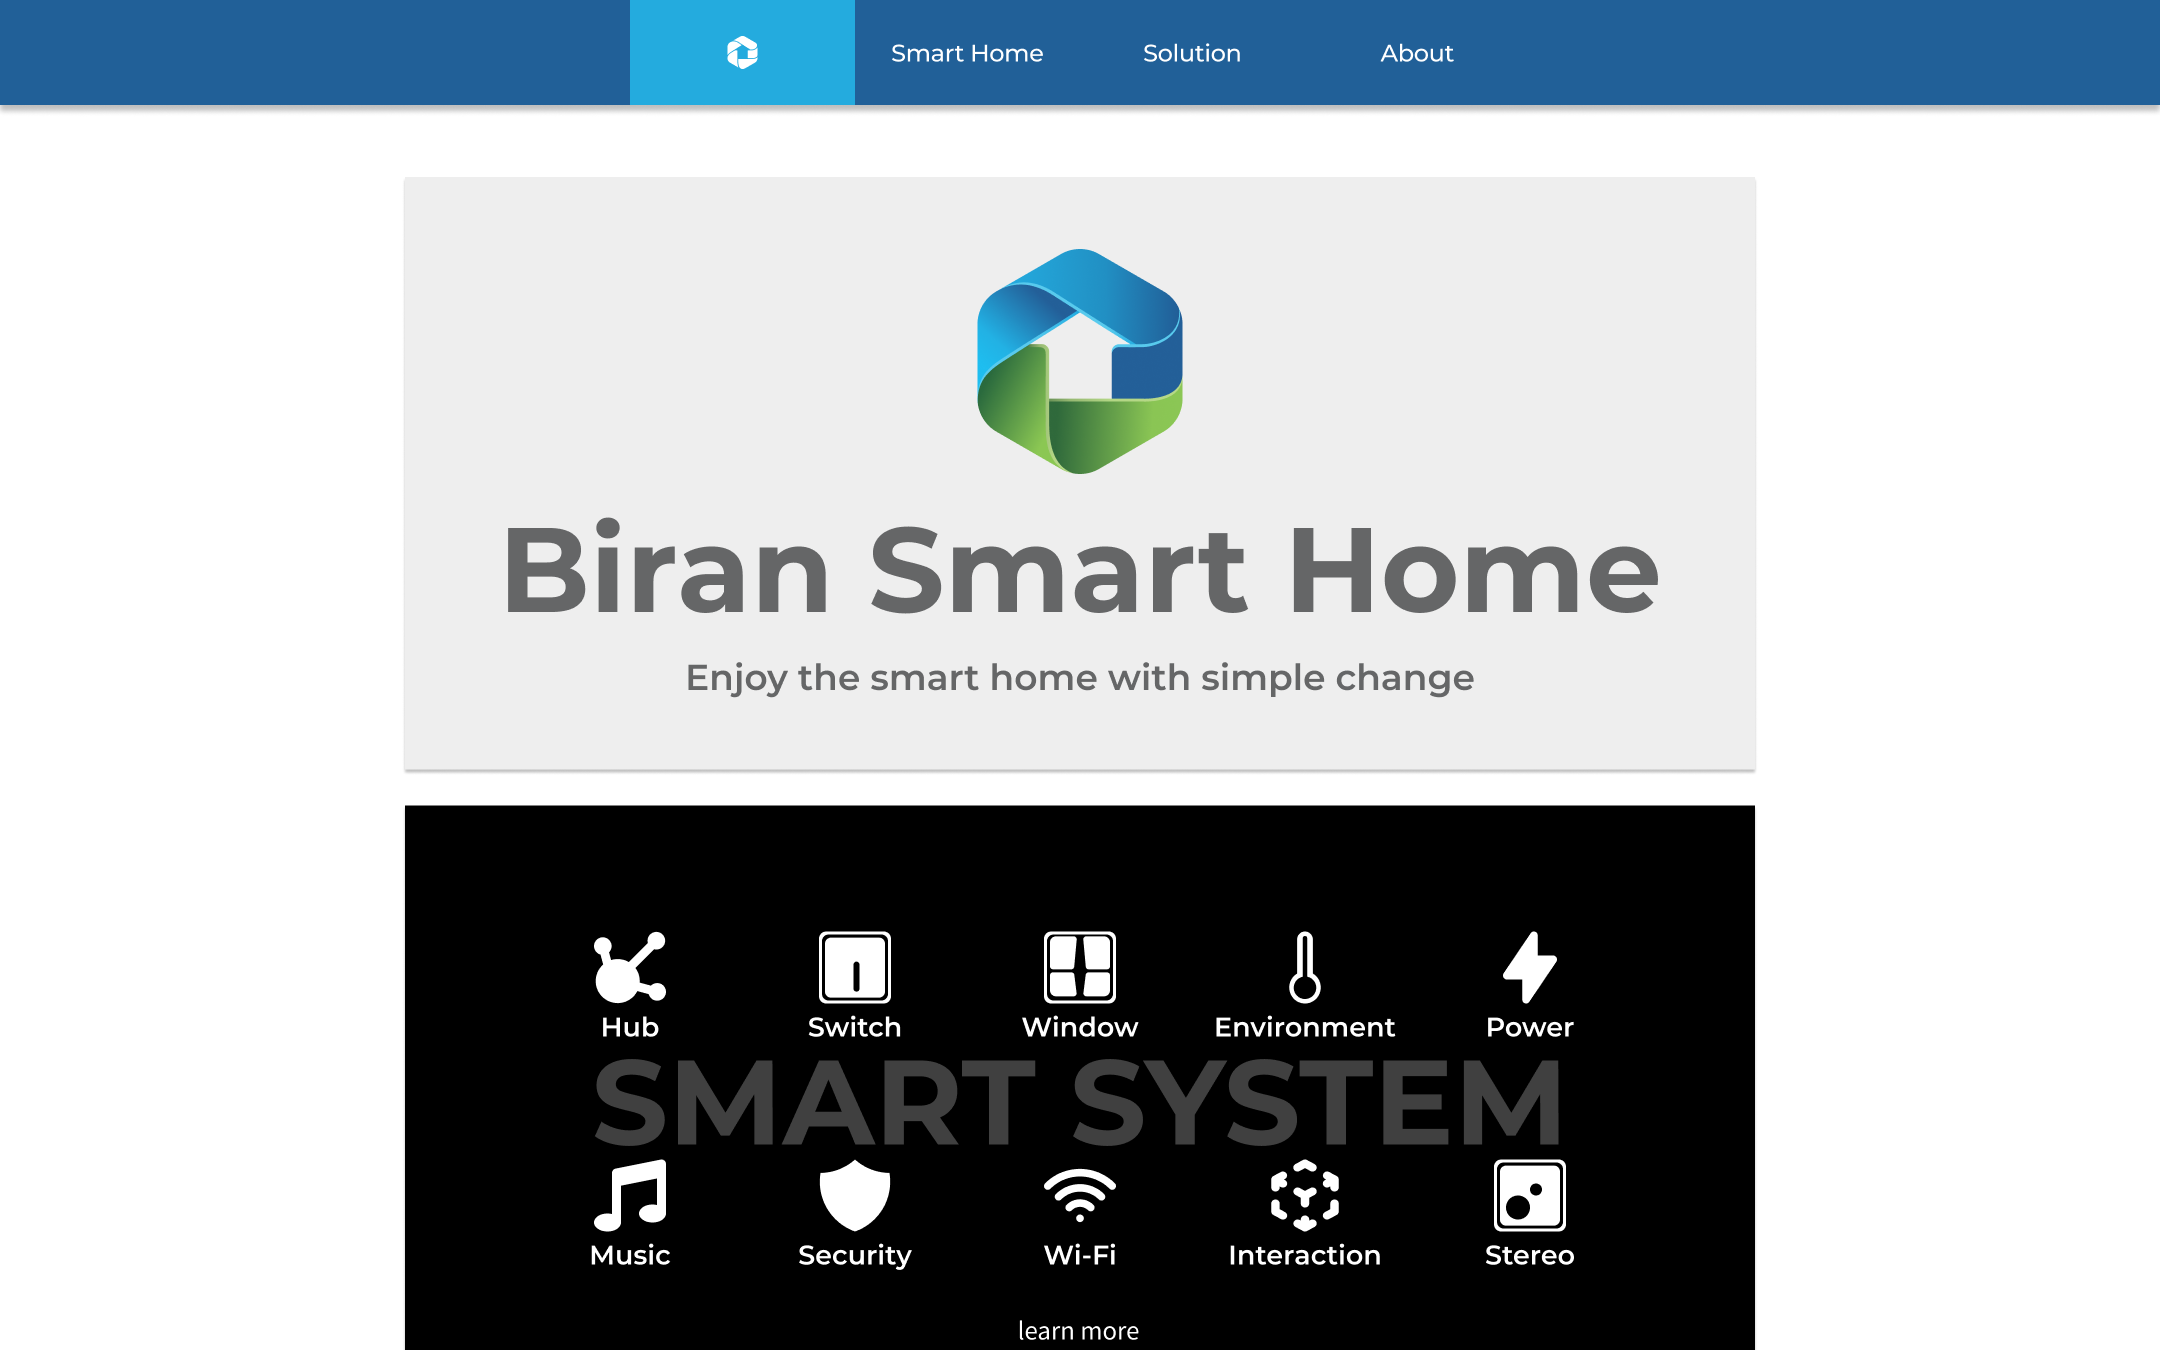 Smart Home
Solution
About
Biran Smart Home
Enjoy the smart home with simple change
Hub
Switch
Window
Environment
Power
SMART SYSTEM
Music
Security
Wi-Fi
Interaction
Stereo
learn more